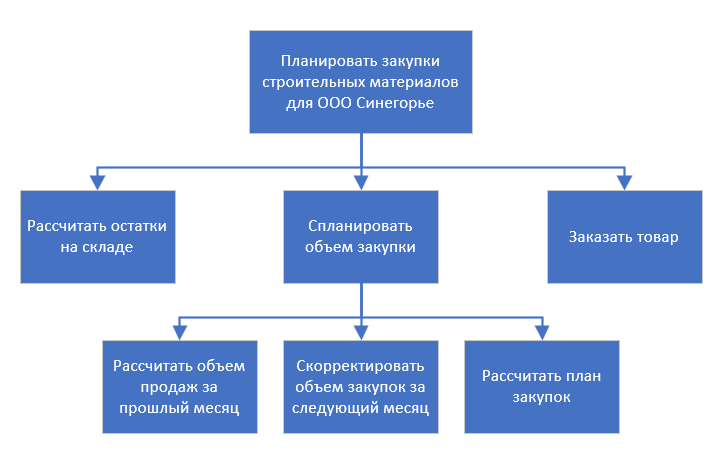 Планировать закупки
строительных материалов
для ООО Синегорье
Рассчитать остатки
на складе
Спланировать
объем закупки
Заказать товар
Рассчитать объем
продаж за
прошлый месяц
Скорректировать
объем закупок за
следующий месяц
Рассчитать план
закупок